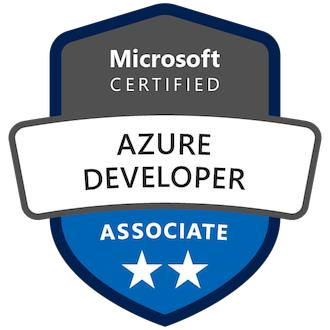 Microsoft
CERTIFIED
AZURE
DEVELOPER
ASSOCIATE